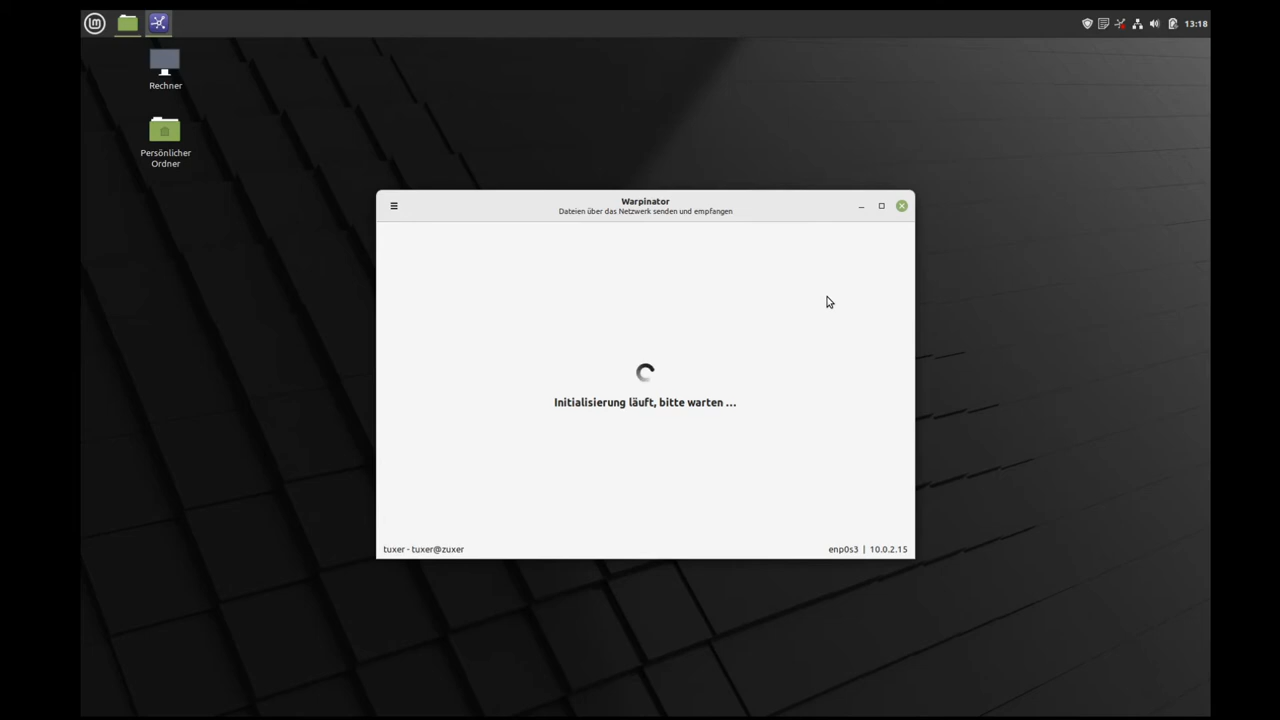 13:18
Rechner
Persönlicher
Ordner
Warpinator
Dateien über das Netzwerk senden und empfangen
Initialisierung läuft, bitte warten ...
tuxer - tuxer@zuxer
enp0s3 | 10.0.2.15